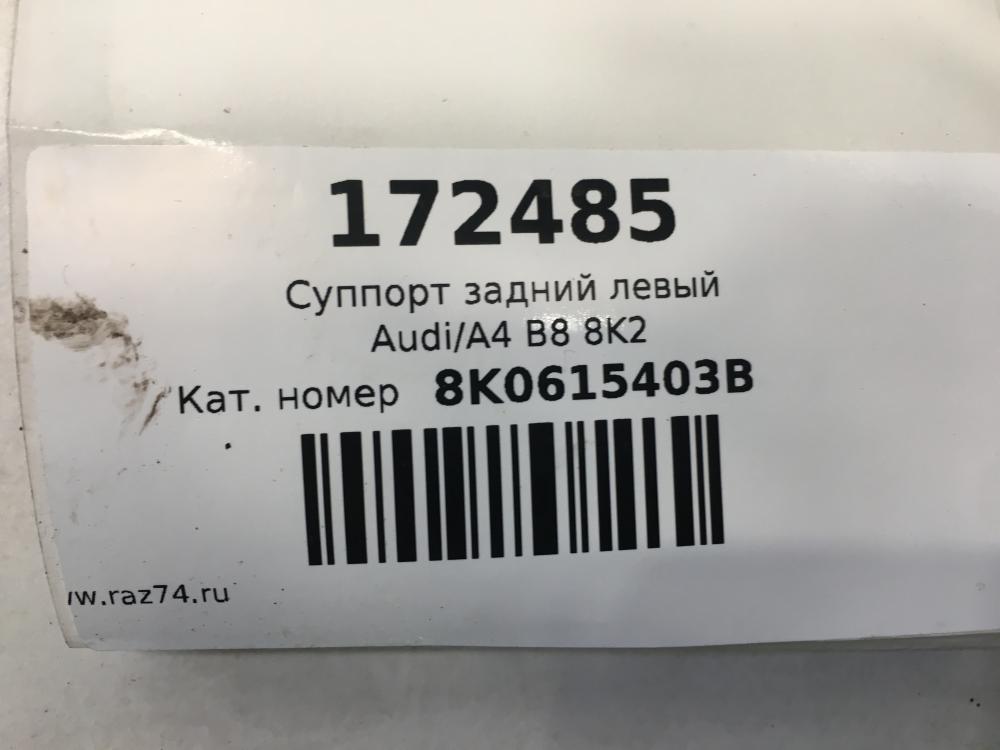 172485
Суппорт задний левый
Audi/A4 B8 8K2
Кат. номер 8K0615403B
w.raz74.ru